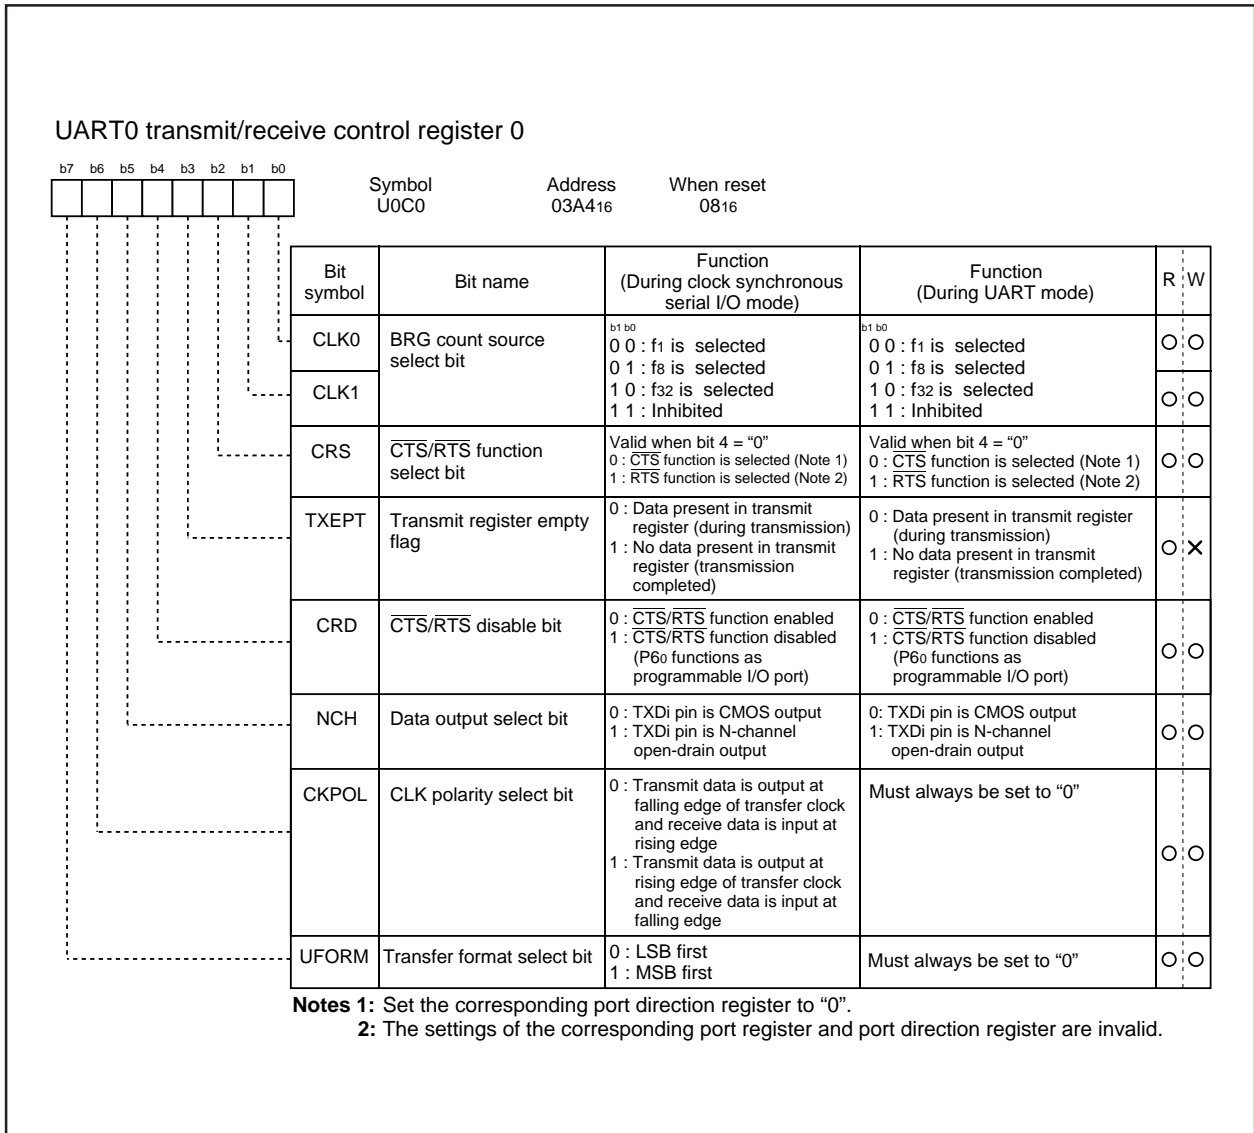 UART0 transmit/receive control register 0
b7 b6 b5 b4 b3 b2 b1 b0
Symbol Address When reset
U0C0 03A416 0816
Bit symbol
Bit name
Function
(During clock synchronous
serial I/O mode)
Function
(During UART mode)
R W
CLK0
CLK1
BRG count source
select bit
b1 b0
0 0 : f1 is selected
0 1 : f8 is selected
1 0 : f32 is selected
1 1 : Inhibited
b1 b0
0 0 : f1 is selected
0 1 : f8 is selected
1 0 : f32 is selected
1 1 : Inhibited
CRS
CTS/RTS function
select bit
Valid when bit 4 = “0”
0 : CTS function is selected (Note 1)
1 : RTS function is selected (Note 2)
Valid when bit 4 = “0”
0 : CTS function is selected (Note 1)
1 : RTS function is selected (Note 2)
TXEPT
Transmit register empty
flag
0 : Data present in transmit
register (during transmission)
1 : No data present in transmit
register (transmission
completed)
0 : Data present in transmit register
(during transmission)
1 : No data present in transmit
register (transmission completed)
CRD
CTS/RTS disable bit
0 : CTS/RTS function enabled
1 : CTS/RTS function disabled
(P60 functions as
programmable I/O port)
0 : CTS/RTS function enabled
1 : CTS/RTS function disabled
(P60 functions as
programmable I/O port)
NCH
Data output select bit
0 : TXDi pin is CMOS output
1 : TXDi pin is N-channel
open-drain output
0: TXDi pin is CMOS output
1: TXDi pin is N-channel
open-drain output
CKPOL
CLK polarity select bit
0 : Transmit data is output at
falling edge of transfer clock
and receive data is input at
rising edge
1 : Transmit data is output at
rising edge of transfer clock
and receive data is input at
falling edge
Must always be set to “0”
UFORM
Transfer format select bit
0 : LSB first
1 : MSB first
Must always be set to “0”
Notes 1: Set the corresponding port direction register to “0”.
2: The settings of the corresponding port register and port direction register are invalid.